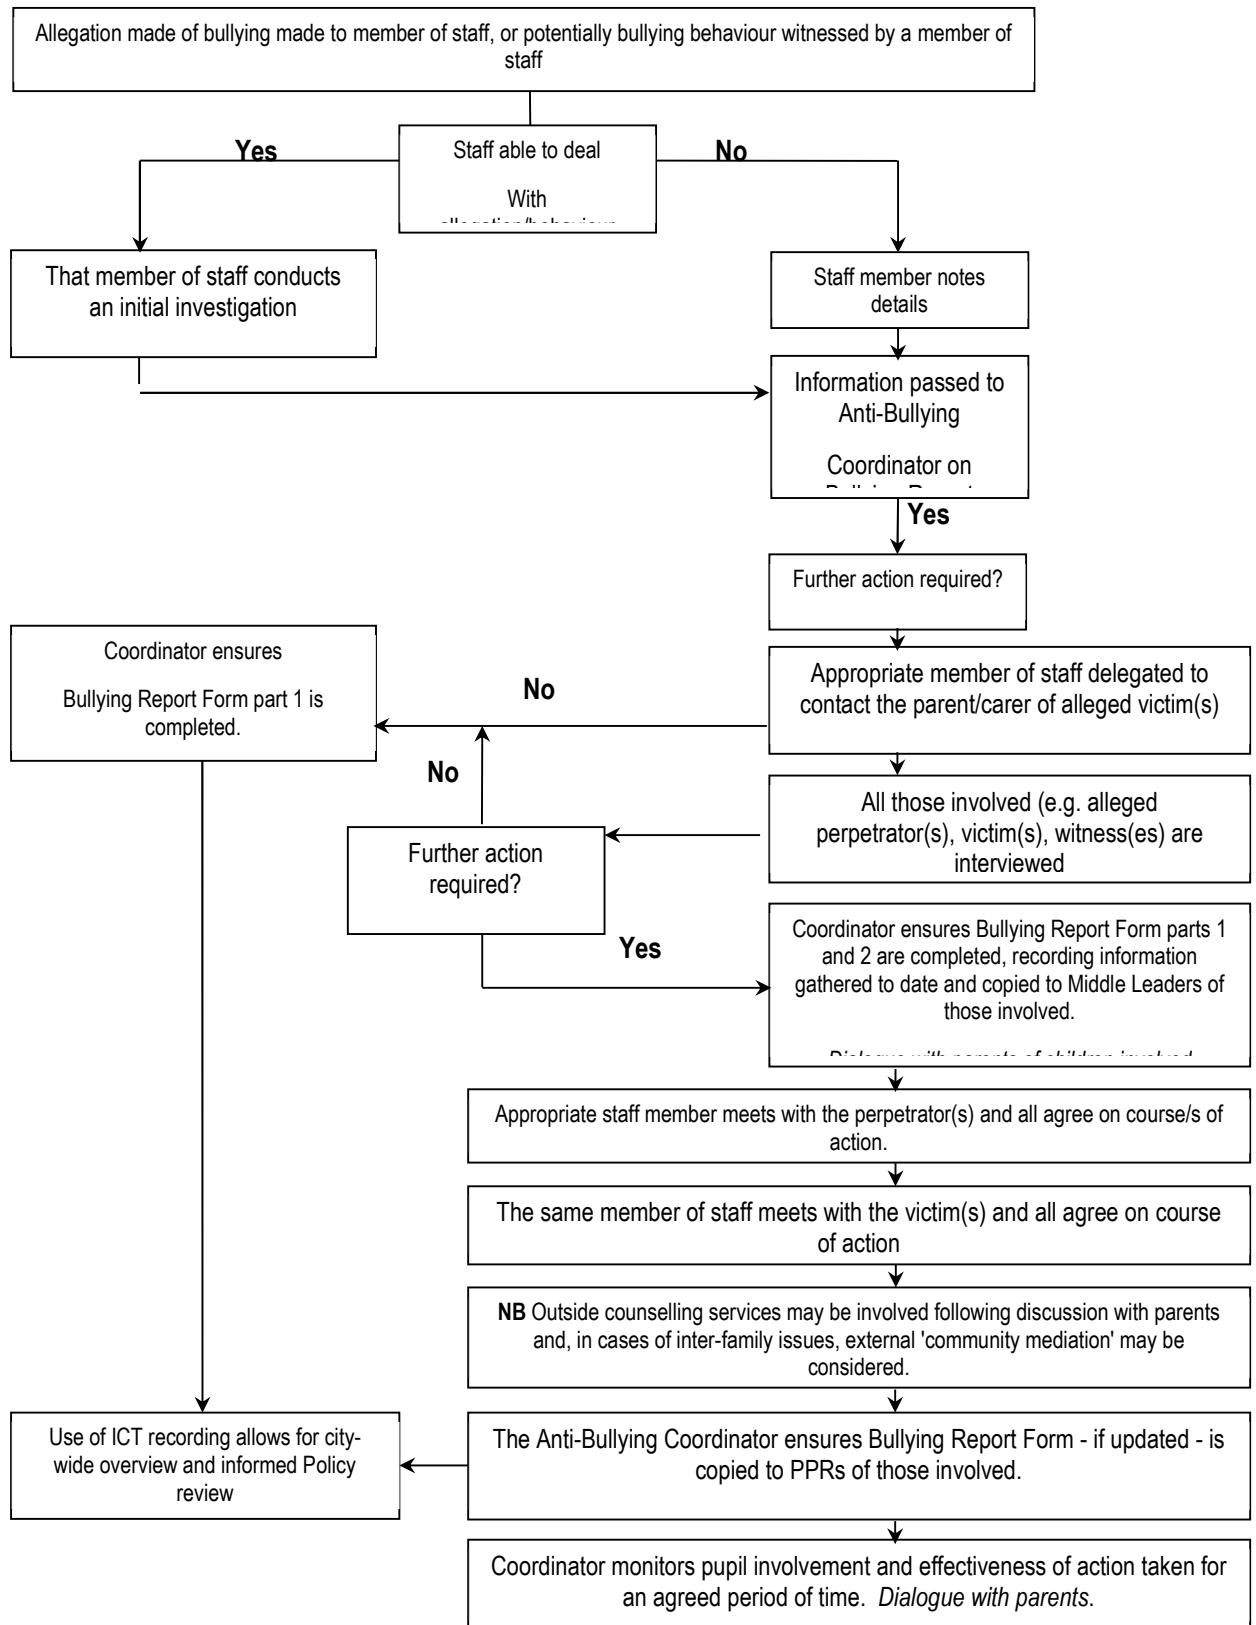 Allegation made of bullying made to member of staff, or potentially bullying behaviour witnessed by a member of
staff
Yes
Staff able to deal
No
With
allegation/behaviour
That member of staff conducts
an initial investigation
Staff member notes
details
Information passed to
Anti-Bullying
Coordinator on
Yes
Further action required?
Coordinator ensures
Bullying Report Form part 1 is
completed.
No
Appropriate member of staff delegated to
contact the parent/carer of alleged victim(s)
No
All those involved (e.g. alleged
perpetrator(s), victim(s), witness(es) are
interviewed
Further action
required?
Yes
Coordinator ensures Bullying Report Form parts 1
and 2 are completed, recording information
gathered to date and copied to Middle Leaders of
those involved.
Dialogue with parents of children involved
Appropriate staff member meets with the perpetrator(s) and all agree on course/s of
action.
The same member of staff meets with the victim(s) and all agree on course
of action
NB Outside counselling services may be involved following discussion with parents
and, in cases of inter-family issues, external 'community mediation' may be
considered.
Use of ICT recording allows for city-
wide overview and informed Policy
review
The Anti-Bullying Coordinator ensures Bullying Report Form - if updated - is
copied to PPRs of those involved.
Coordinator monitors pupil involvement and effectiveness of action taken for
an agreed period of time. Dialogue with parents.